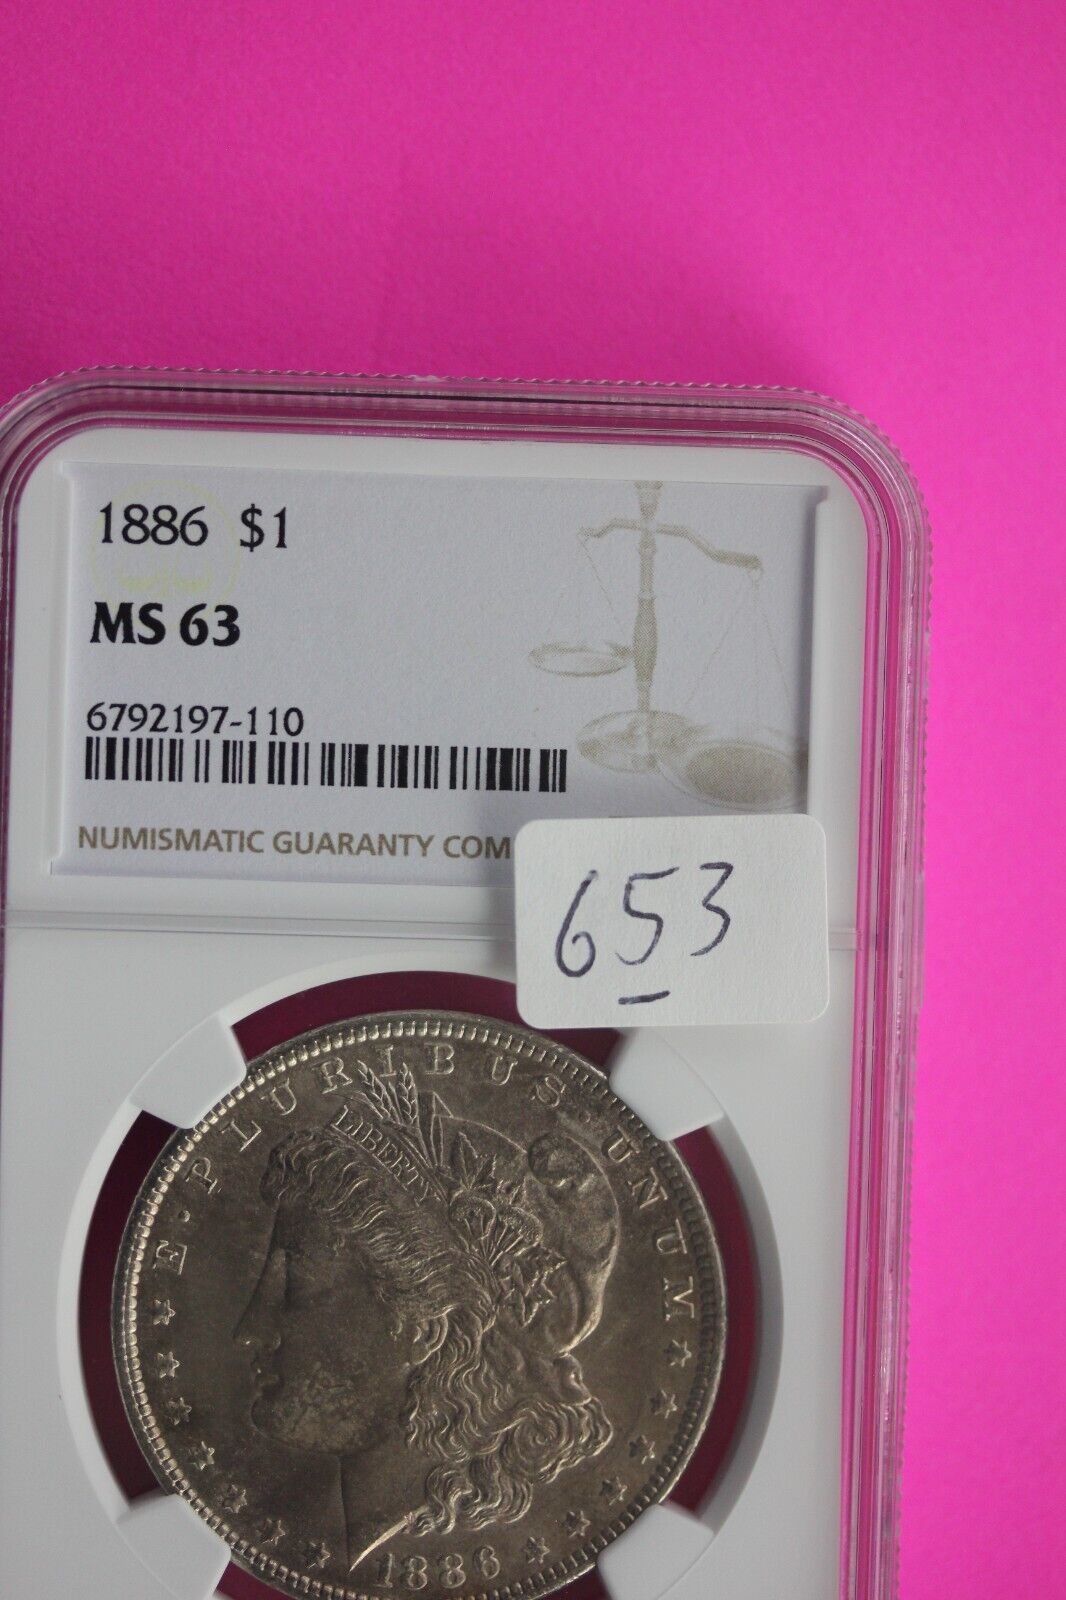 1886 $1
MS 63
6792197-110
NUMISMATIC GUARANTY COM
653
E·PLURIBUS UNUM
LIBERTY
1886